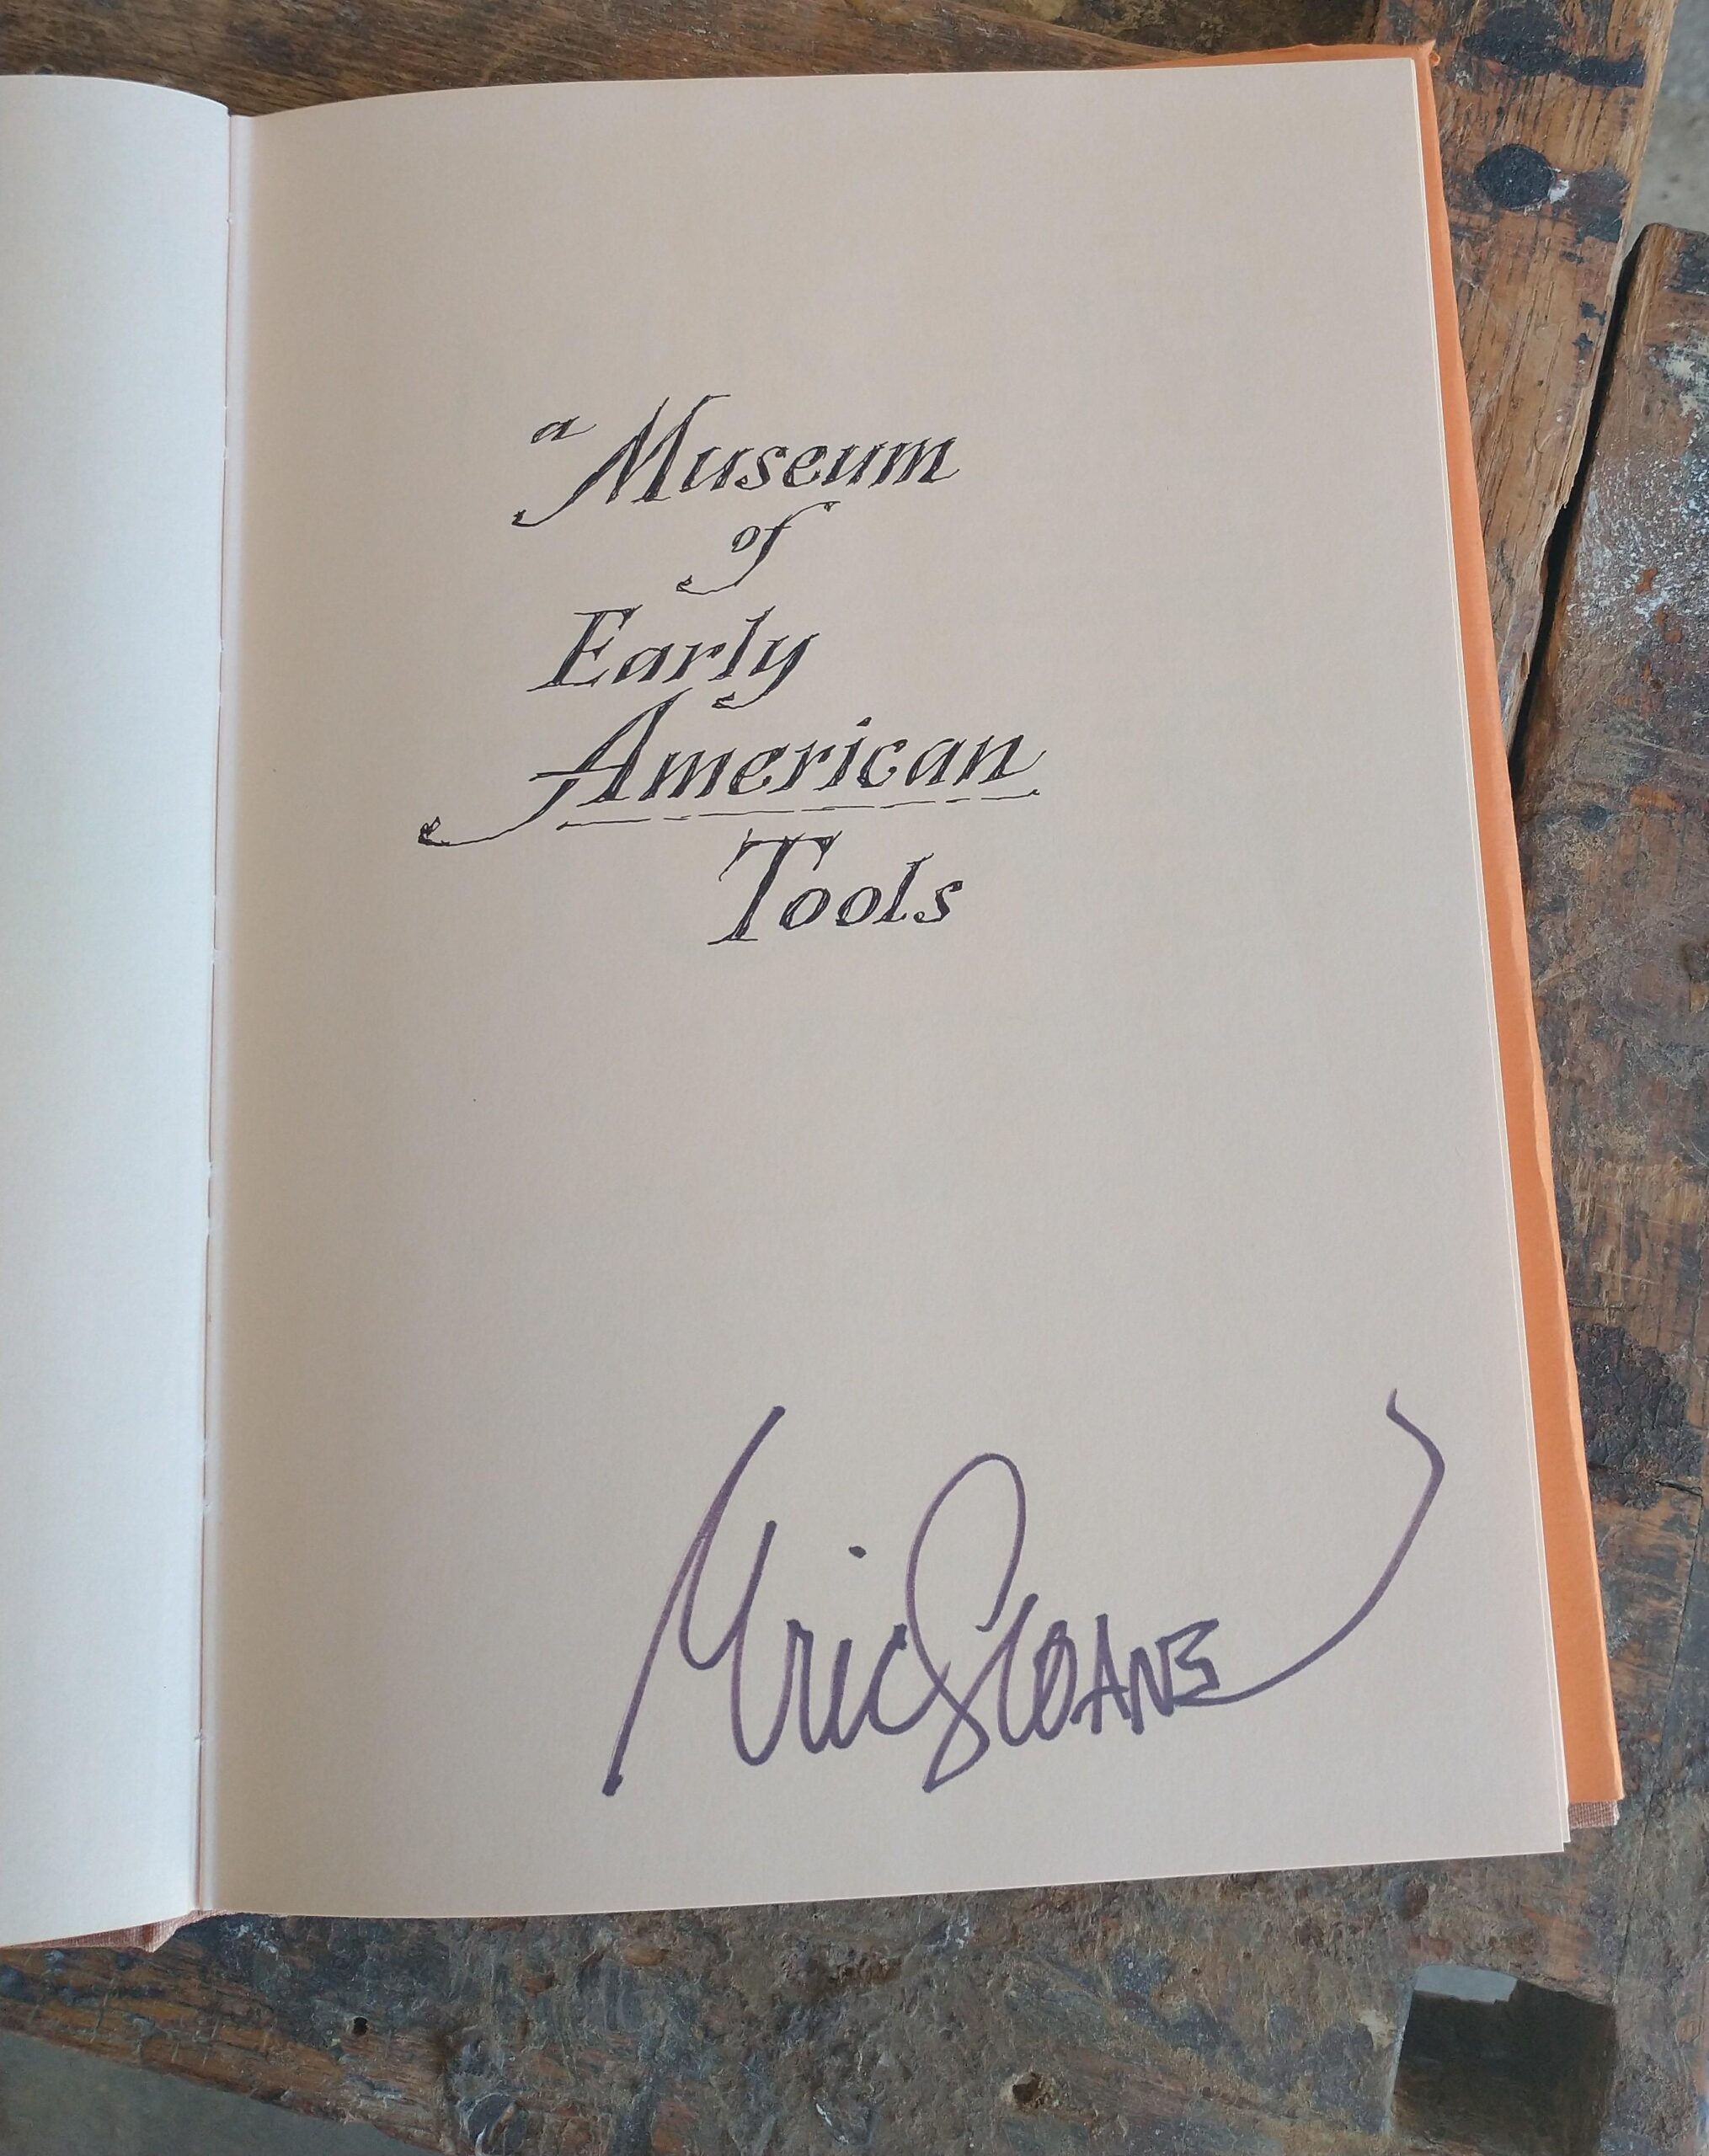 a Museum
of
Early
American
Tools
Eric Sloane